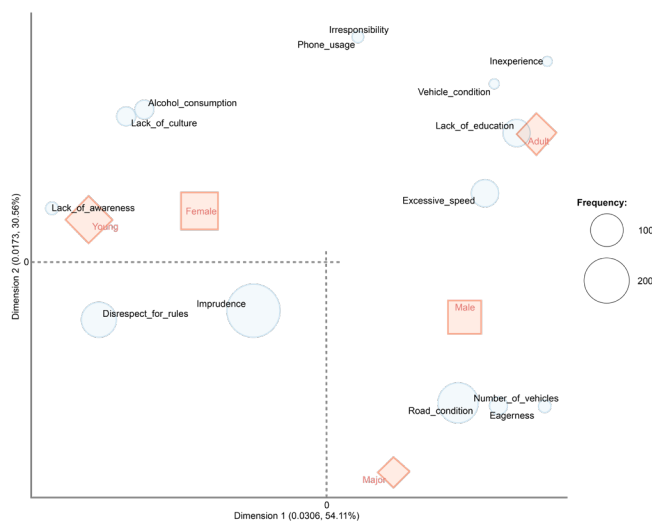 Irresponsibility
Phone_usage
Inexperience
Vehicle_condition
Alcohol_consumption
Lack_of_culture
Lack_of_education
Adult
Excessive_speed
Frequency:
Lack_of_awareness
Female
Young
100
0
Dimension 2 (0.0173, 30.56%)
200
Imprudence
Disrespect_for_rules
Male
Number_of_vehicles
Road_condition
Eagerness
Major
0
Dimension 1 (0.0306, 54.11%)